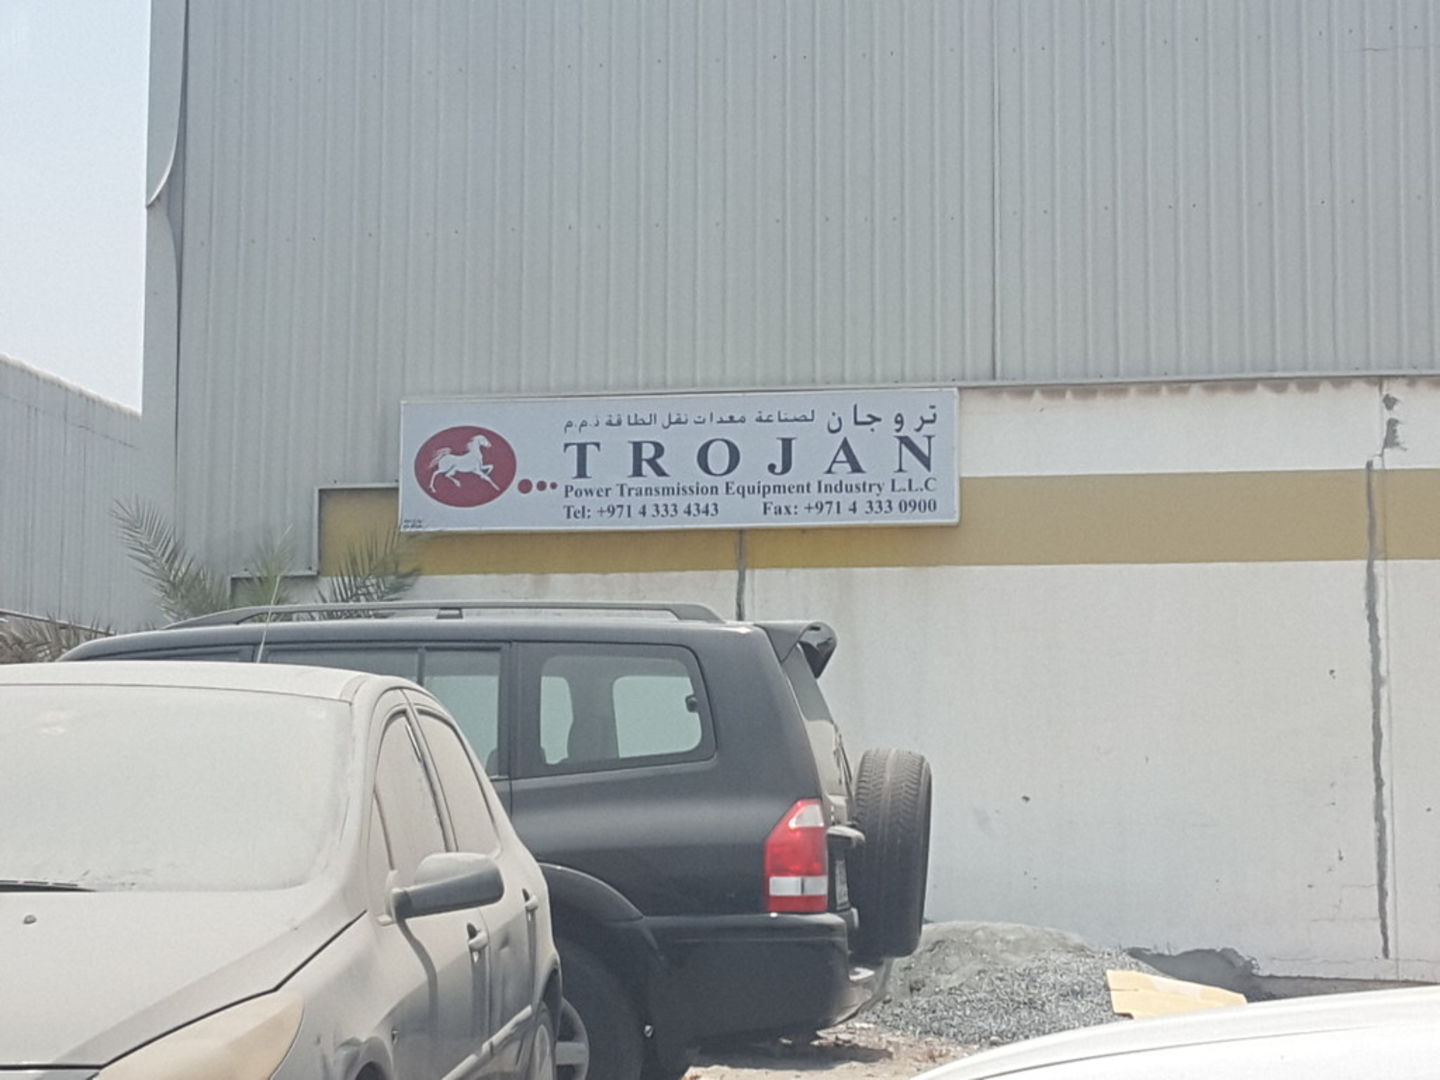 تروجان لصناعة معدات نقل الطاقة ذ.م.م
TROJAN
Power Transmission Equipment Industry L.L.C
Tel: +971 4 333 4343 Fax: +971 4 333 0900